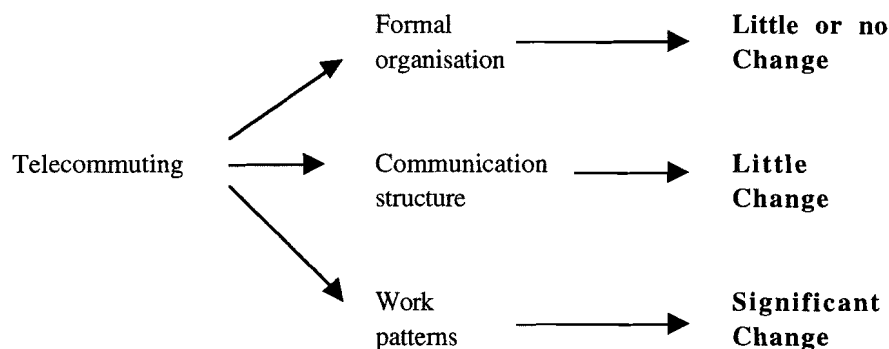 Formal
organisation
Little or no
Change
Telecommuting
Communication
structure
Little
Change
Work
patterns
Significant
Change